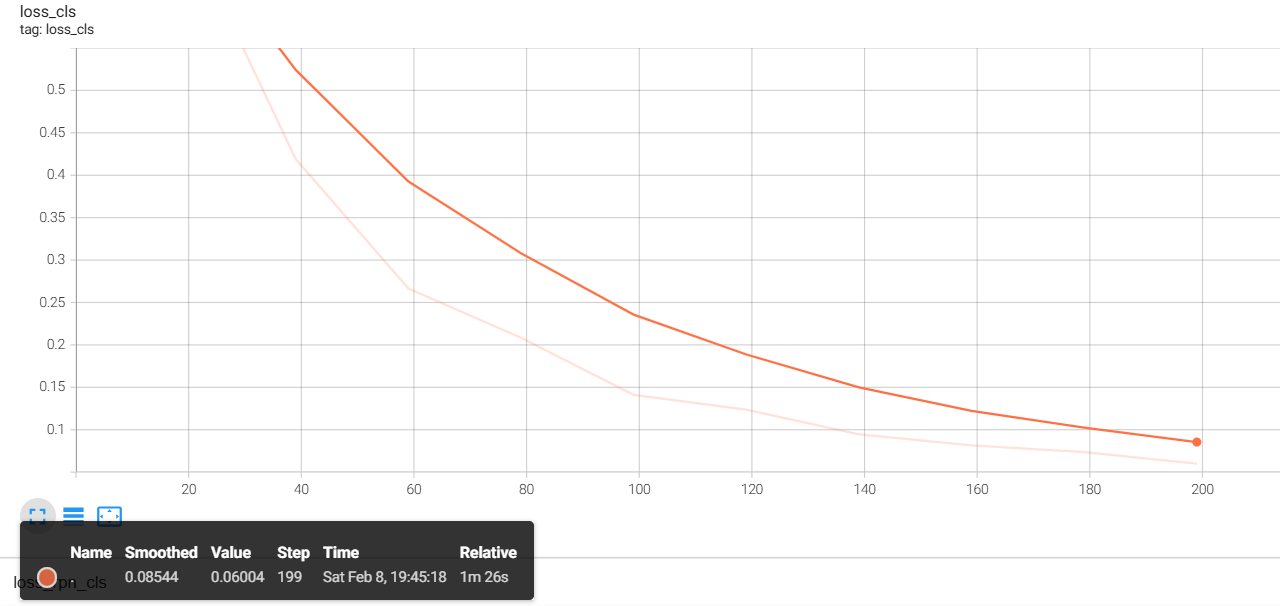 loss_cls
tag: loss_cls
0.5
0.45
0.4
0.35
0.3
0.25
0.2
0.15
0.1
20 40 60 80 100 120 140 160 180 200
Name Smoothed Value Step Time Relative
. 0.08544 0.06004 199 Sat Feb 8, 19:45:18 1m 26s
loss_rpn_cls